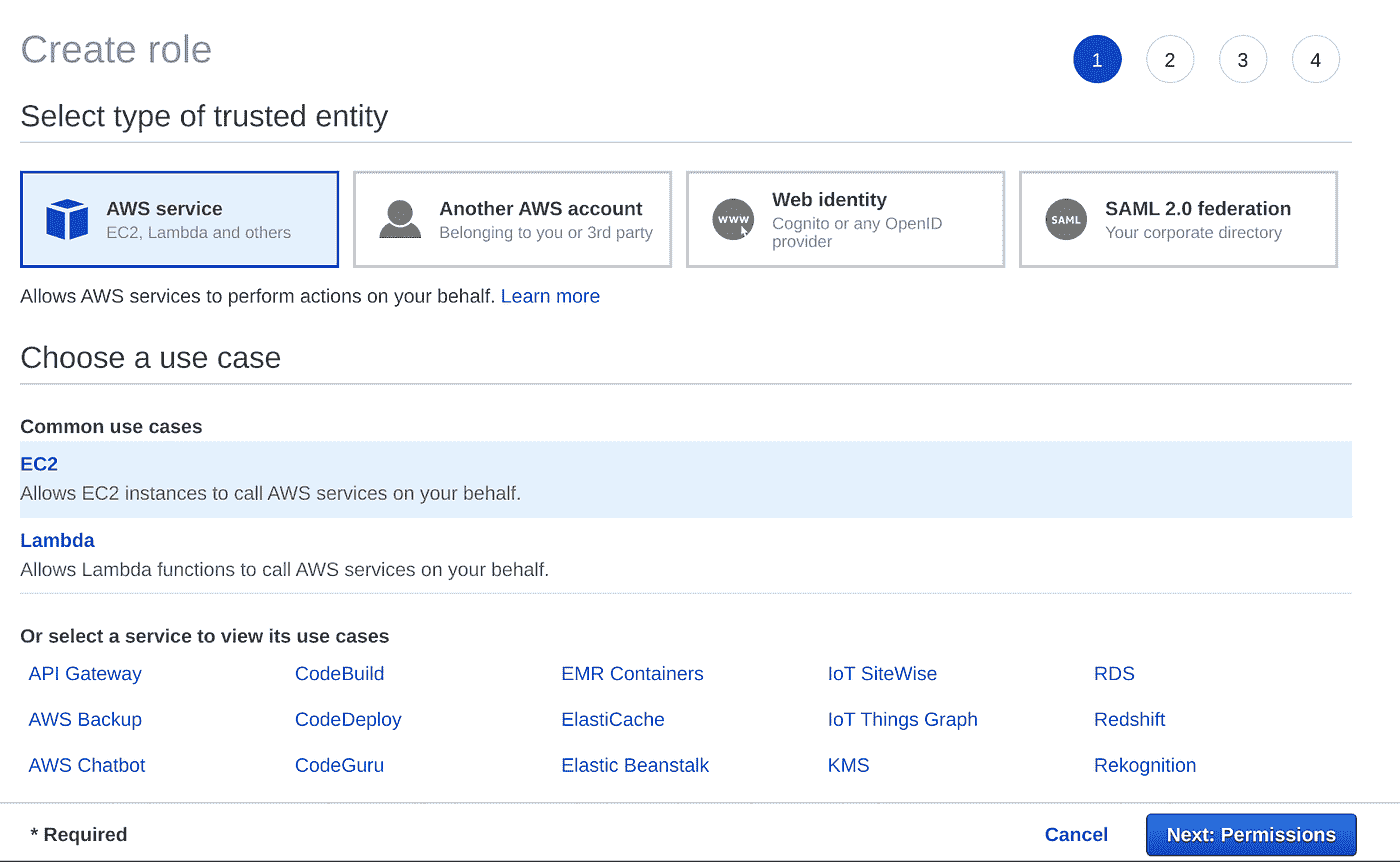 Create role
1 2 3 4
Select type of trusted entity
AWS service
EC2, Lambda and others
Another AWS account
Belonging to you or 3rd party
www
Web identity
Cognito or any OpenID
provider
SAML
SAML 2.0 federation
Your corporate directory
Allows AWS services to perform actions on your behalf. Learn more
Choose a use case
Common use cases
EC2
Allows EC2 instances to call AWS services on your behalf.
Lambda
Allows Lambda functions to call AWS services on your behalf.
Or select a service to view its use cases
API Gateway CodeBuild EMR Containers IoT SiteWise RDS
AWS Backup CodeDeploy ElastiCache IoT Things Graph Redshift
AWS Chatbot CodeGuru Elastic Beanstalk KMS Rekognition
* Required Cancel Next: Permissions